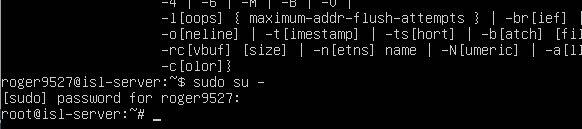 -4 | -6 | -M | -B | -0 |
-l[oops] { maximum-addr-flush-attempts } | -br[ief] |
-o[neline] | -t[imestamp] | -ts[hort] | -b[atch] [fil
-rc[vbuf] [size] | -n[etns] name | -N[umeric] | -a[l
-c[olor]}
roger9527@isl-server:~$ sudo su -
[sudo] password for roger9527:
root@isl-server:~# _